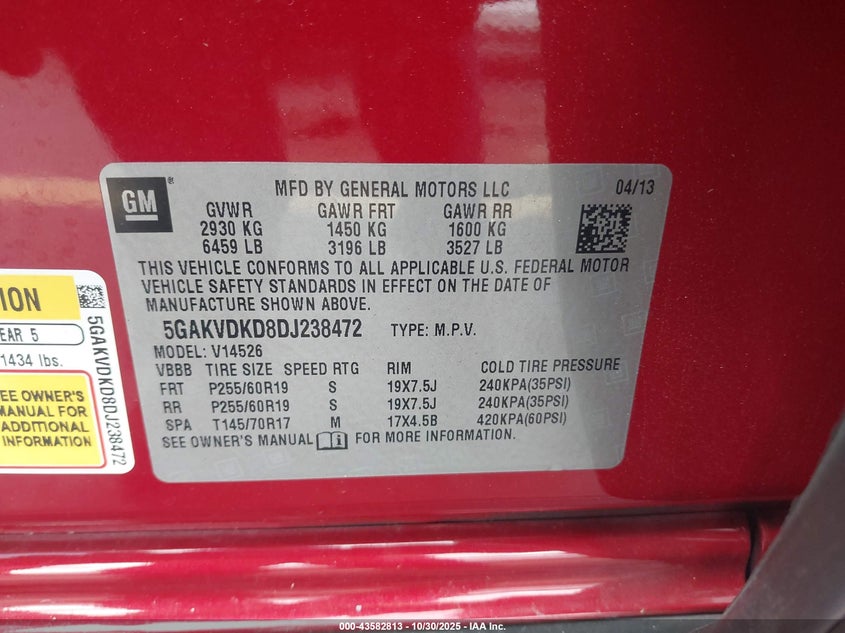 GM®
MFD BY GENERAL MOTORS LLC 04/13
GVWR GAWR FRT GAWR RR
2930 KG 1450 KG 1600 KG
6459 LB 3196 LB 3527 LB
THIS VEHICLE CONFORMS TO ALL APPLICABLE U.S. FEDERAL MOTOR
VEHICLE SAFETY STANDARDS IN EFFECT ON THE DATE OF
MANUFACTURE SHOWN ABOVE.
5GAKVDKD8DJ238472 TYPE: M.P.V.
MODEL: V14526
VBBB TIRE SIZE SPEED RTG RIM COLD TIRE PRESSURE
FRT P255/60R19 S 19X7.5J 240KPA(35PSI)
RR P255/60R19 S 19X7.5J 240KPA(35PSI)
SPA T145/70R17 M 17X4.5B 420KPA(60PSI)
SEE OWNER'S MANUAL i FOR MORE INFORMATION.
ION
EAR 5
1434 lbs.
SEE OWNER'S
MANUAL FOR
ADDITIONAL
INFORMATION
5GAKVDKD8DJ238472
000-43582813 - 10/30/2025 - IAA Inc.